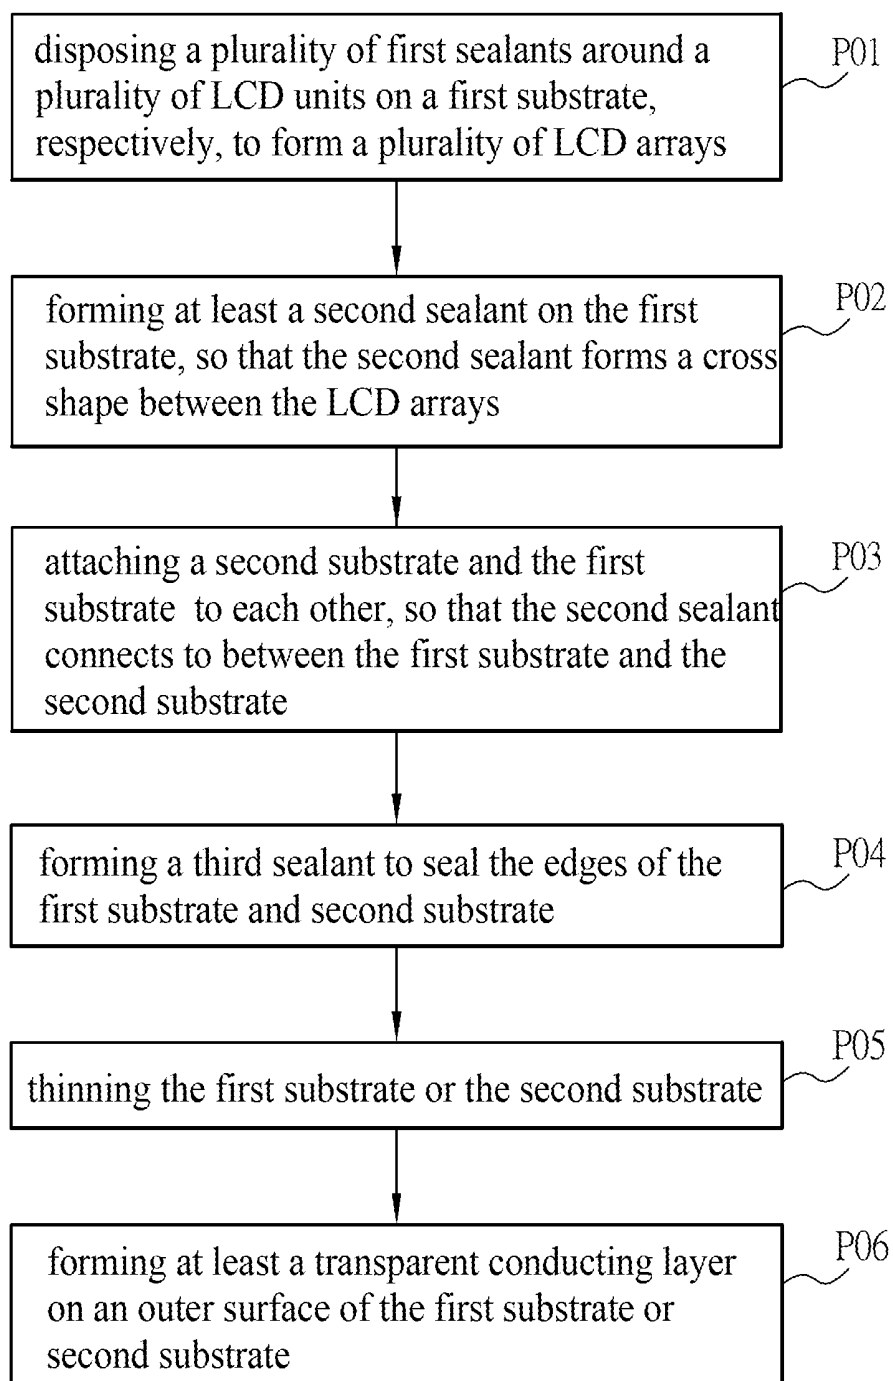 disposing a plurality of first sealants around a
plurality of LCD units on a first substrate,
respectively, to form a plurality of LCD arrays
P01
forming at least a second sealant on the first
substrate, so that the second sealant forms a cross
shape between the LCD arrays
P02
attaching a second substrate and the first
substrate to each other, so that the second sealant
connects to between the first substrate and the
second substrate
P03
forming a third sealant to seal the edges of the
first substrate and second substrate
P04
thinning the first substrate or the second substrate
P05
forming at least a transparent conducting layer
on an outer surface of the first substrate or
second substrate
P06